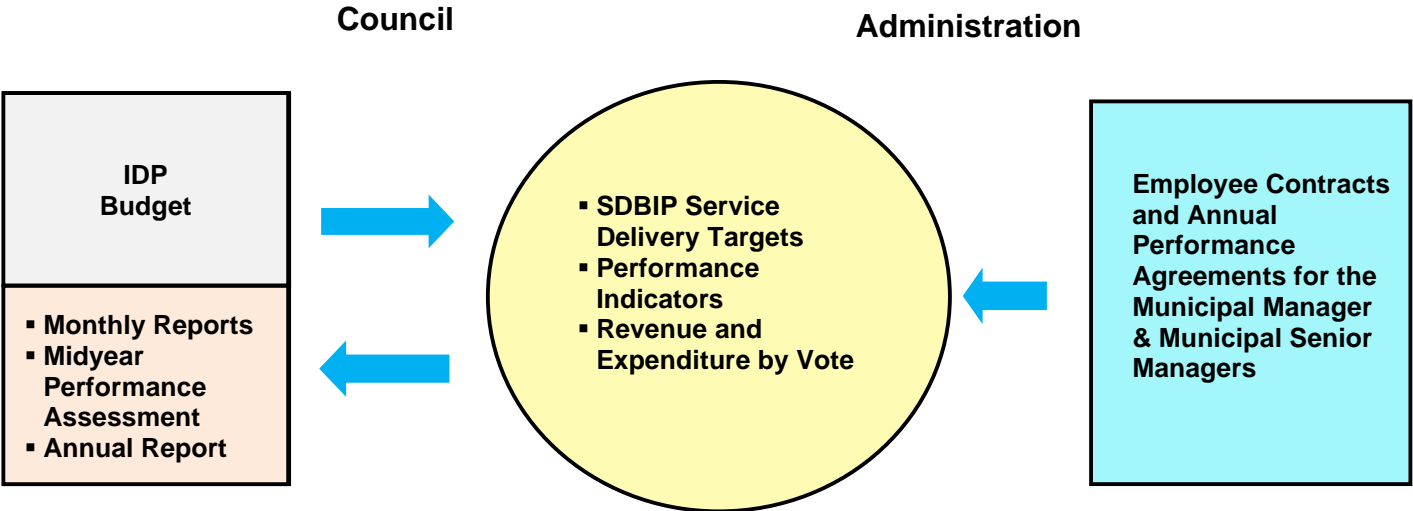 Council
Administration
IDP
Budget
▪ Monthly Reports
▪ Midyear
Performance
Assessment
▪ Annual Report
▪ SDBIP Service
Delivery Targets
▪ Performance
Indicators
▪ Revenue and
Expenditure by Vote
Employee Contracts
and Annual
Performance
Agreements for the
Municipal Manager
& Municipal Senior
Managers